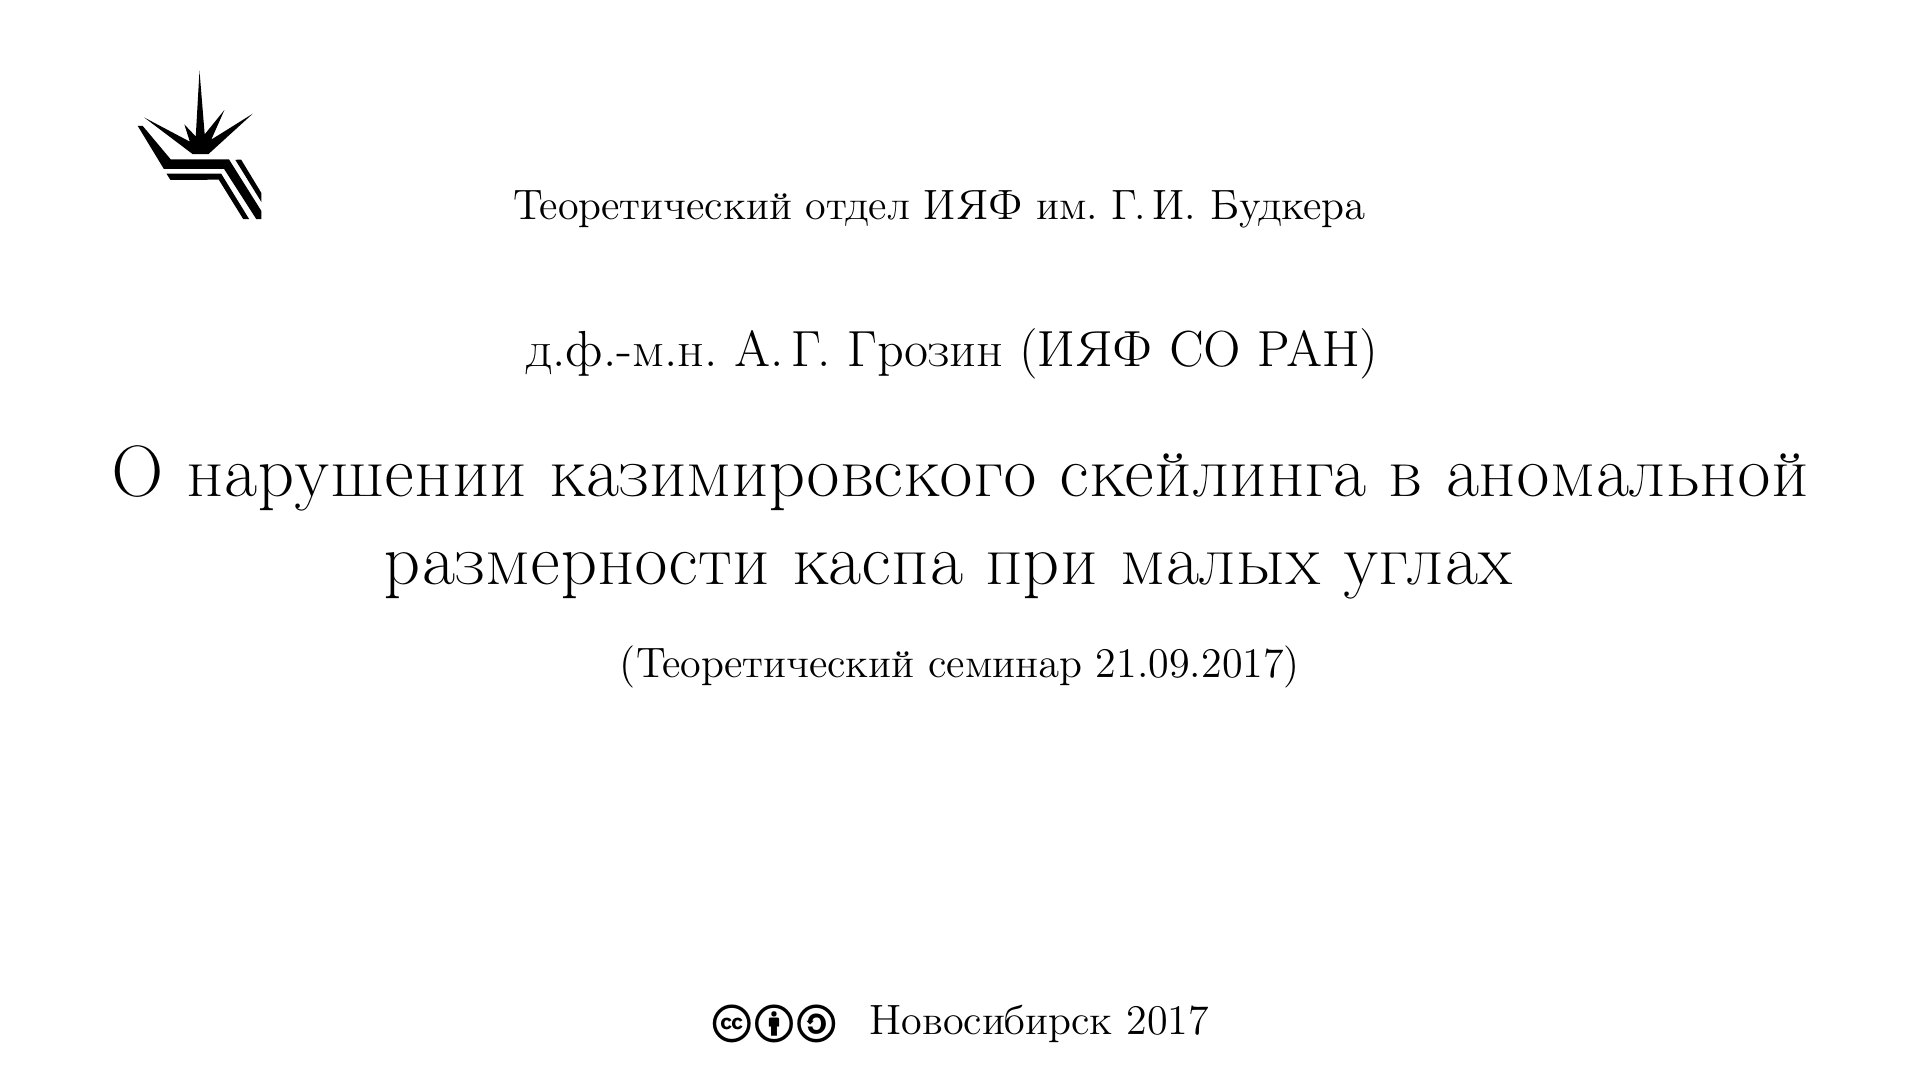 Теоретический отдел ИЯФ им. Г. И. Будкера
д.ф.-м.н. А. Г. Грозин (ИЯФ СО РАН)
О нарушении казимировского скейлинга в аномальной
размерности каспа при малых углах
(Теоретический семинар 21.09.2017)
cc Новосибирск 2017